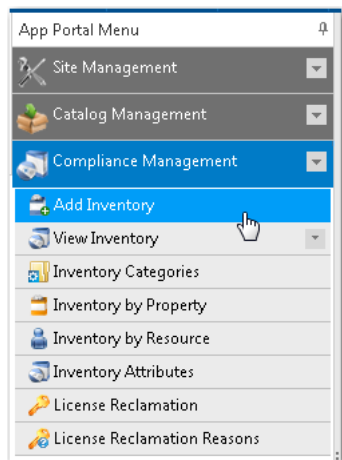 App Portal Menu
Site Management
Catalog Management
Compliance Management
Add Inventory
View Inventory
Inventory Categories
Inventory by Property
Inventory by Resource
Inventory Attributes
License Reclamation
License Reclamation Reasons